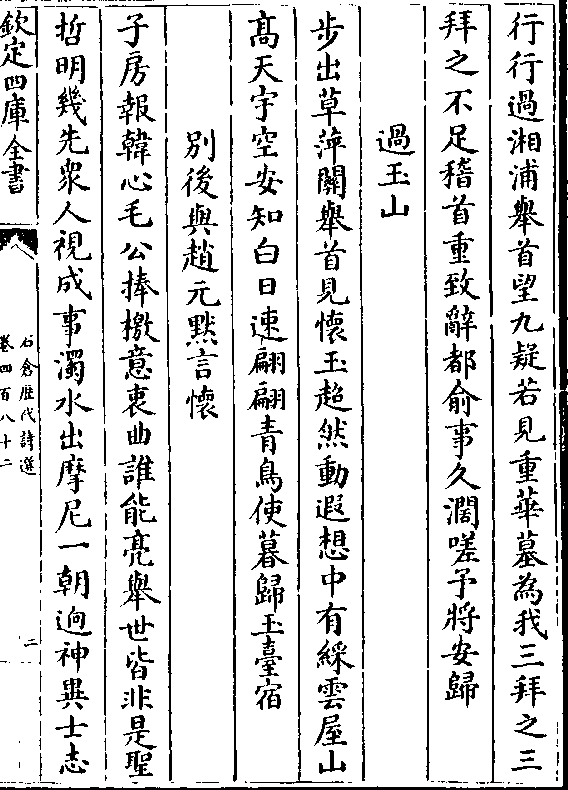 行行過湘浦舉首望九疑若見重華墓為我三拜之三
拜之不足稽首重致辭都俞事久濶嗟予將安歸
過玉山
步出草萍關舉首見懷玉超然動遐想中有綵雲屋山
髙天宇空安知白日速翩翩青鳥使暮歸玉臺宿
別後與趙元黙言懷
子房報韓心毛公捧檄意衷曲誰能亮舉世皆非是聖
哲明幾先衆人視成事濁水出摩尼一朝逈神異士志
欽定四庫全書
石倉歴代詩選
卷四百八十二
二